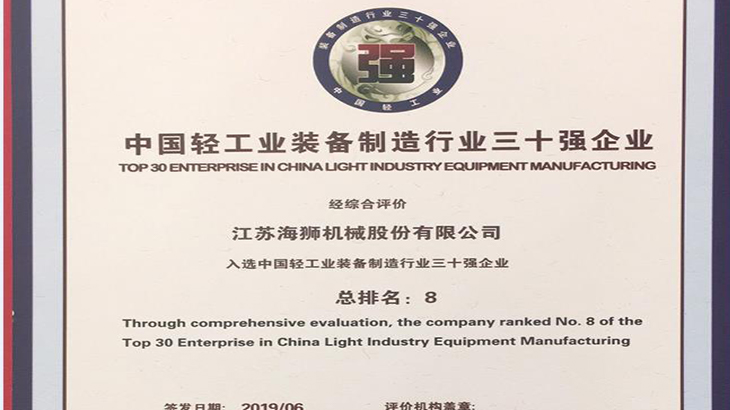 装备制造行业三十强企业
强
中国轻工业
中国轻工业装备制造行业三十强企业
TOP 30 ENTERPRISE IN CHINA LIGHT INDUSTRY EQUIPMENT MANUFACTURING
经综合评价
江苏海狮机械股份有限公司
入选中国轻工业装备制造行业三十强企业
总排名：8
Through comprehensive evaluation, the company ranked No. 8 of the
Top 30 Enterprise in China Light Industry Equipment Manufacturing
签发日期: 2019/06 评价机构盖章: